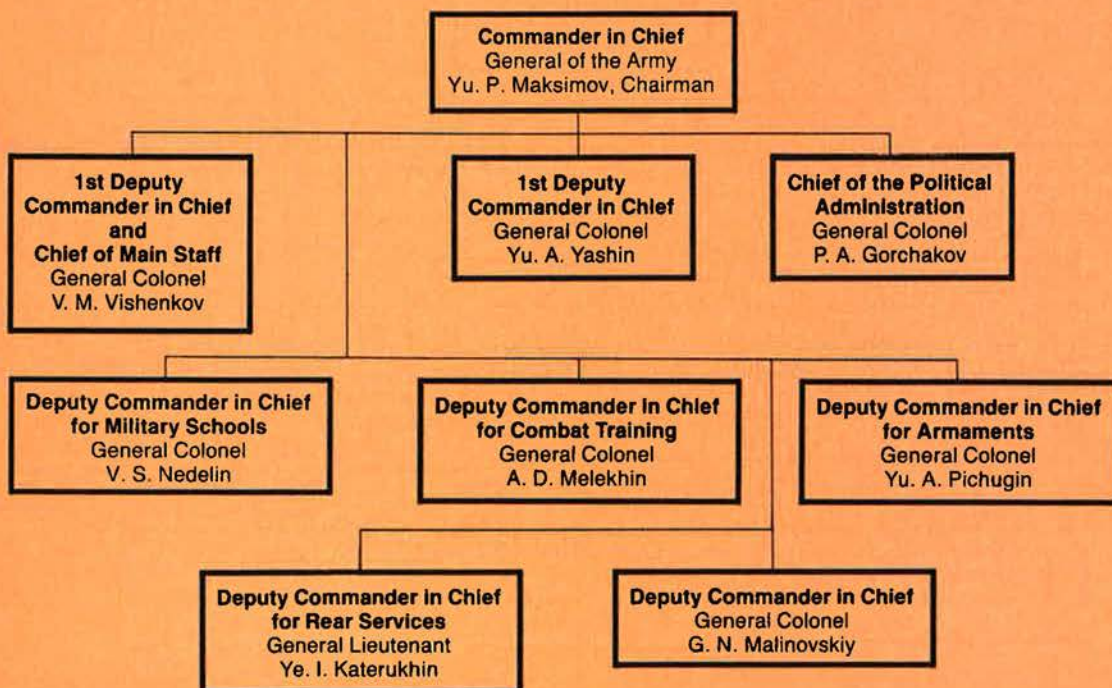 Commander in Chief
General of the Army
Yu. P. Maksimov, Chairman
1st Deputy
Commander in Chief
and
Chief of Main Staff
General Colonel
V. M. Vishenkov
1st Deputy
Commander in Chief
General Colonel
Yu. A. Yashin
Chief of the Political
Administration
General Colonel
P. A. Gorchakov
Deputy Commander in Chief
for Military Schools
General Colonel
V. S. Nedelin
Deputy Commander in Chief
for Combat Training
General Colonel
A. D. Melekhin
Deputy Commander in Chief
for Armaments
General Colonel
Yu. A. Pichugin
Deputy Commander in Chief
for Rear Services
General Lieutenant
Ye. I. Katerukhin
Deputy Commander in Chief
General Colonel
G. N. Malinovskiy